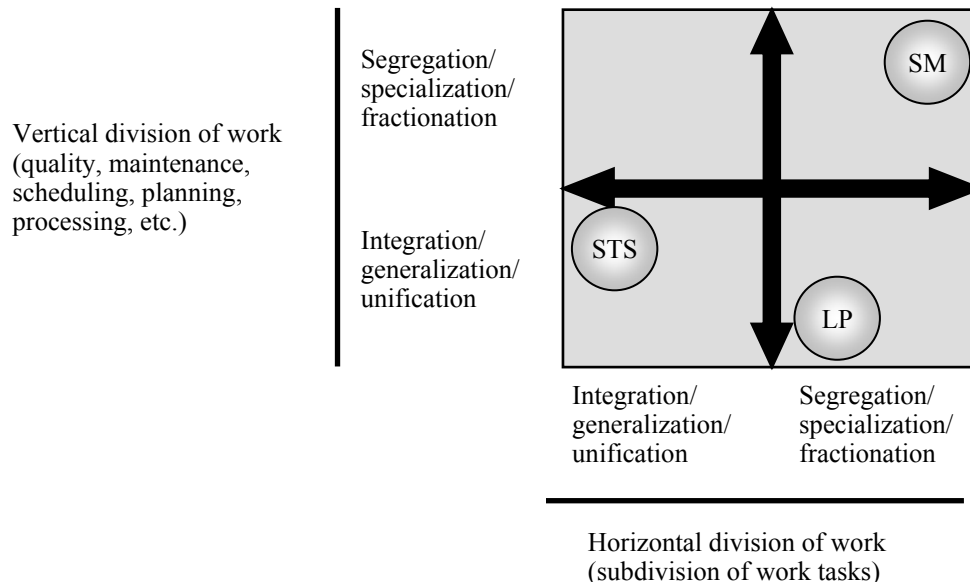 Segregation/
specialization/
fractionation
SM
Vertical division of work
(quality, maintenance,
scheduling, planning,
processing, etc.)
Integration/
generalization/
unification
STS
LP
Integration/
generalization/
unification
Segregation/
specialization/
fractionation
Horizontal division of work
(subdivision of work tasks)